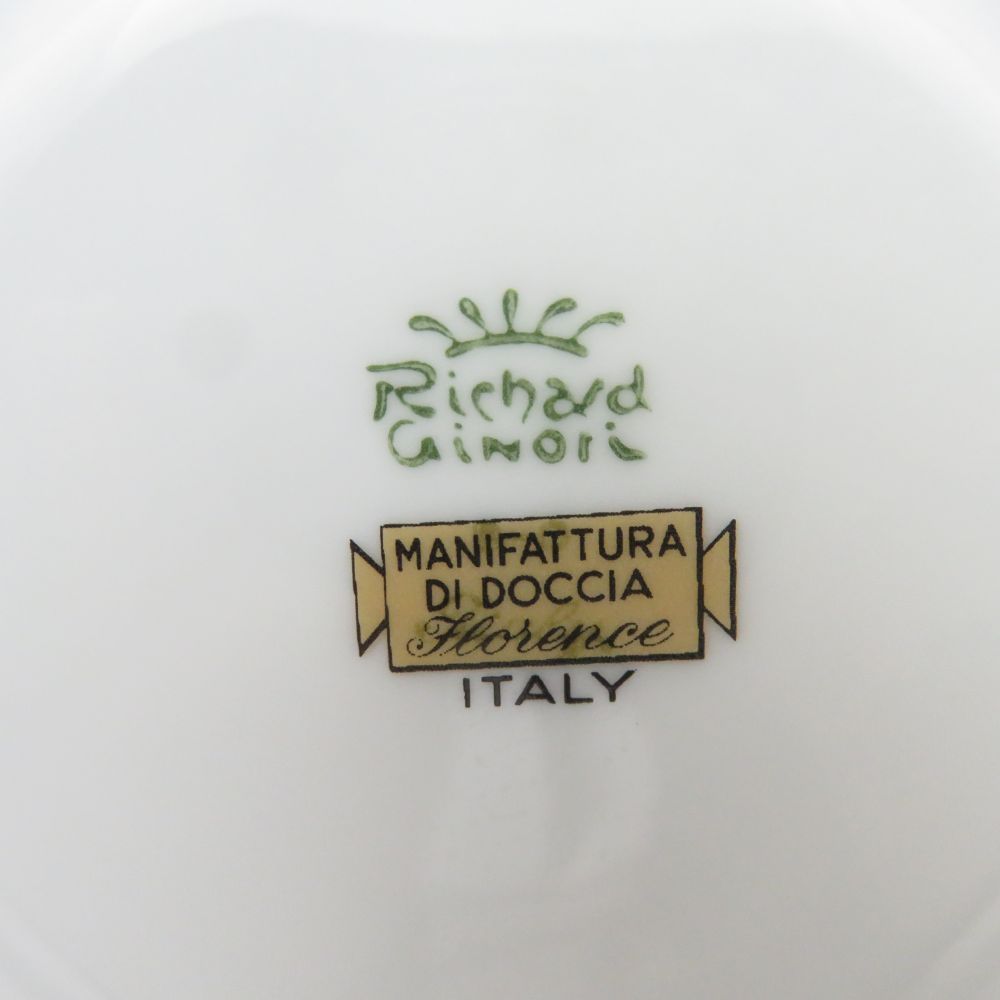 Richard
Ginori
MANIFATTURA
DI DOCCIA
Florence
ITALY